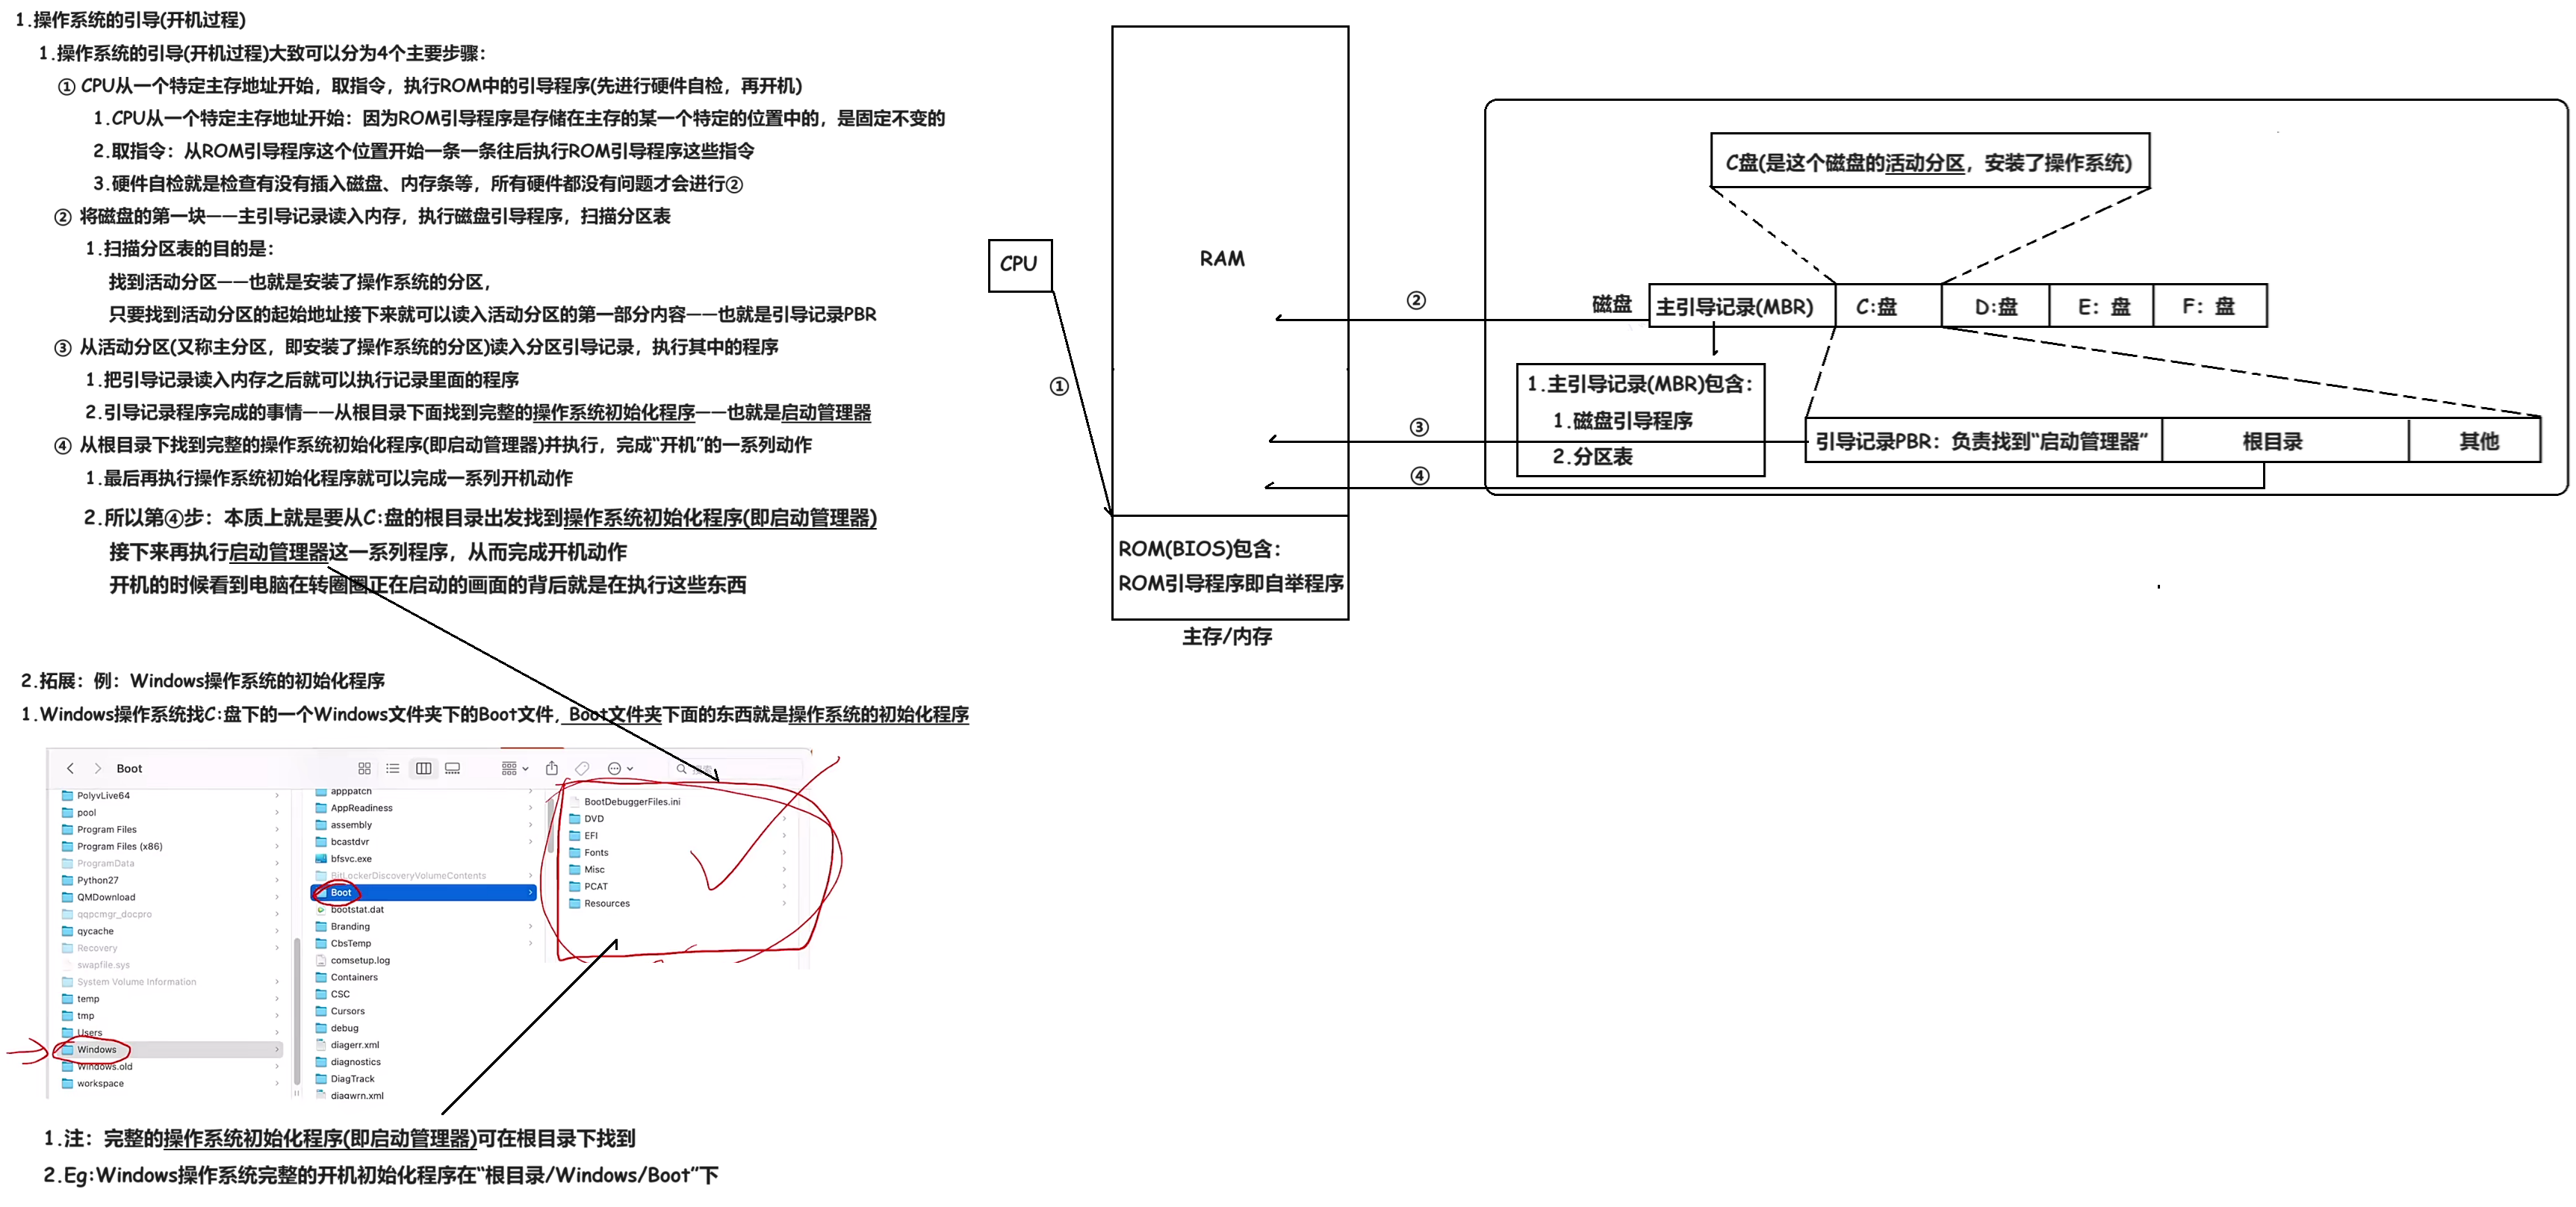 1.操作系统的引导(开机过程)
1.操作系统的引导(开机过程)大致可以分为4个主要步骤：
① CPU从一个特定主存地址开始，取指令，执行ROM中的引导程序(先进行硬件自检，再开机)
1.CPU从一个特定主存地址开始：因为ROM引导程序是存储在主存的某一个特定的位置中的，是固定不变的
2.取指令：从ROM引导程序这个位置开始一条一条往后执行ROM引导程序这些指令
3.硬件自检就是检查有没有插入磁盘、内存条等，所有硬件都没有问题才会进行②
② 将磁盘的第一块——主引导记录读入内存，执行磁盘引导程序，扫描分区表
1.扫描分区表的目的是：
找到活动分区——也就是安装了操作系统的分区，
只要找到活动分区的起始地址接下来就可以读入活动分区的第一部分内容——也就是引导记录PBR
③ 从活动分区(又称主分区，即安装了操作系统的分区)读入分区引导记录，执行其中的程序
1.把引导记录读入内存之后就可以执行记录里面的程序
2.引导记录程序完成的事情——从根目录下面找到完整的操作系统初始化程序——也就是启动管理器
④ 从根目录下找到完整的操作系统初始化程序(即启动管理器)并执行，完成“开机”的一系列动作
1.最后再执行操作系统初始化程序就可以完成一系列开机动作
2.所以第④步：本质上就是要从C:盘的根目录出发找到操作系统初始化程序(即启动管理器)
接下来再执行启动管理器这一系列程序，从而完成开机动作
开机的时候看到电脑在转圈圈正在启动的画面的背后就是在执行这些东西
CPU
①
RAM
ROM(BIOS)包含：
ROM引导程序即自举程序
主存/内存
②
③
④
C盘(是这个磁盘的活动分区，安装了操作系统)
磁盘
主引导记录(MBR)
C:盘
D:盘
E：盘
F：盘
1.主引导记录(MBR)包含：
1.磁盘引导程序
2.分区表
引导记录PBR：负责找到“启动管理器”
根目录
其他
2.拓展：例：Windows操作系统的初始化程序
1.Windows操作系统找C:盘下的一个Windows文件夹下的Boot文件, Boot文件夹下面的东西就是操作系统的初始化程序
Boot
搜索
PolyvLive64
pool
Program Files
Program Files (x86)
ProgramData
Python27
QMDownload
qqpcmgr_docpro
qycache
Recovery
swapfile.sys
System Volume Information
temp
tmp
Users
Windows
Windows.old
workspace
apppatch
AppReadiness
assembly
bcastdvr
bfsvc.exe
BitLockerDiscoveryVolumeContents
Boot
bootstat.dat
Branding
CbsTemp
comsetup.log
Containers
CSC
Cursors
debug
diagerr.xml
diagnostics
DiagTrack
diagwrn.xml
BootDebuggerFiles.ini
DVD
EFI
Fonts
Misc
PCAT
Resources
1.注：完整的操作系统初始化程序(即启动管理器)可在根目录下找到
2.Eg:Windows操作系统完整的开机初始化程序在“根目录/Windows/Boot”下